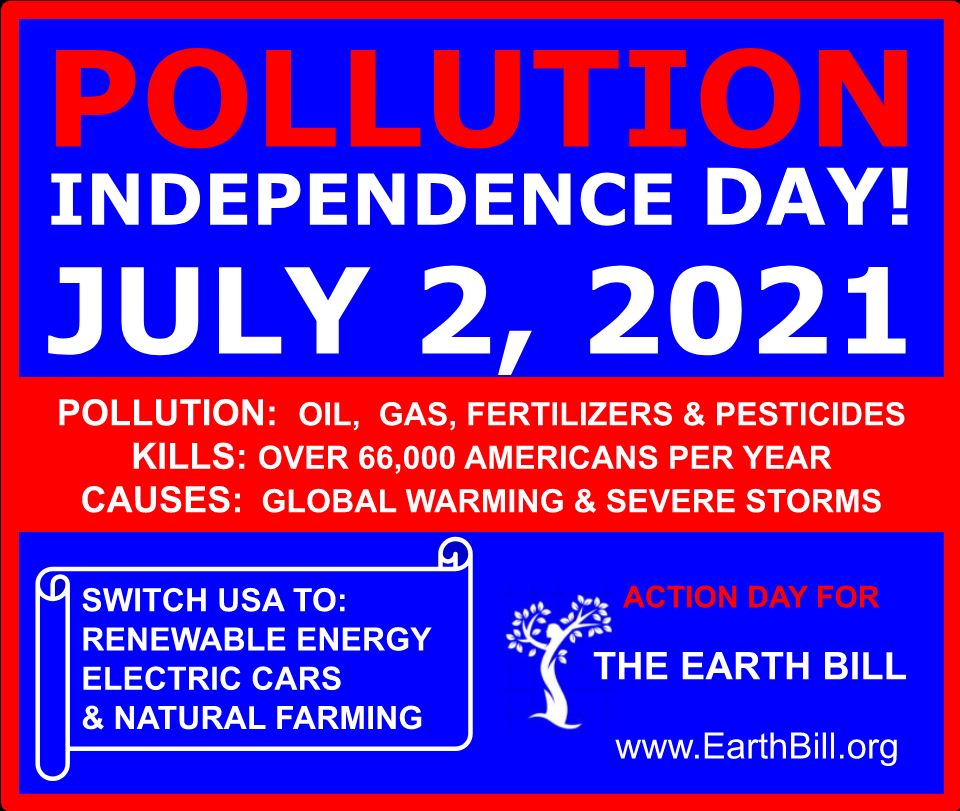 POLLUTION
INDEPENDENCE DAY!
JULY 2, 2021
POLLUTION: OIL, GAS, FERTILIZERS & PESTICIDES
KILLS: OVER 66,000 AMERICANS PER YEAR
CAUSES: GLOBAL WARMING & SEVERE STORMS
SWITCH USA TO:
RENEWABLE ENERGY
ELECTRIC CARS
& NATURAL FARMING
ACTION DAY FOR
THE EARTH BILL
www.EarthBill.org